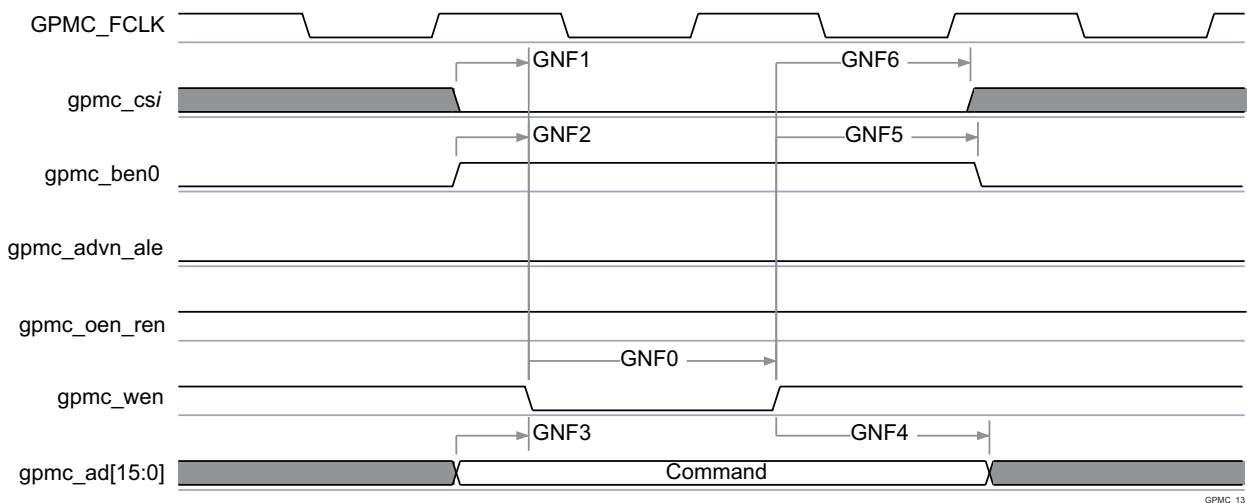 GPMC_FCLK
GNF1
GNF6
gpmc_csi
GNF2
GNF5
gpmc_ben0
gpmc_advn_ale
gpmc_oen_ren
GNF0
gpmc_wen
GNF3
GNF4
gpmc_ad[15:0]
Command
GPMC_13